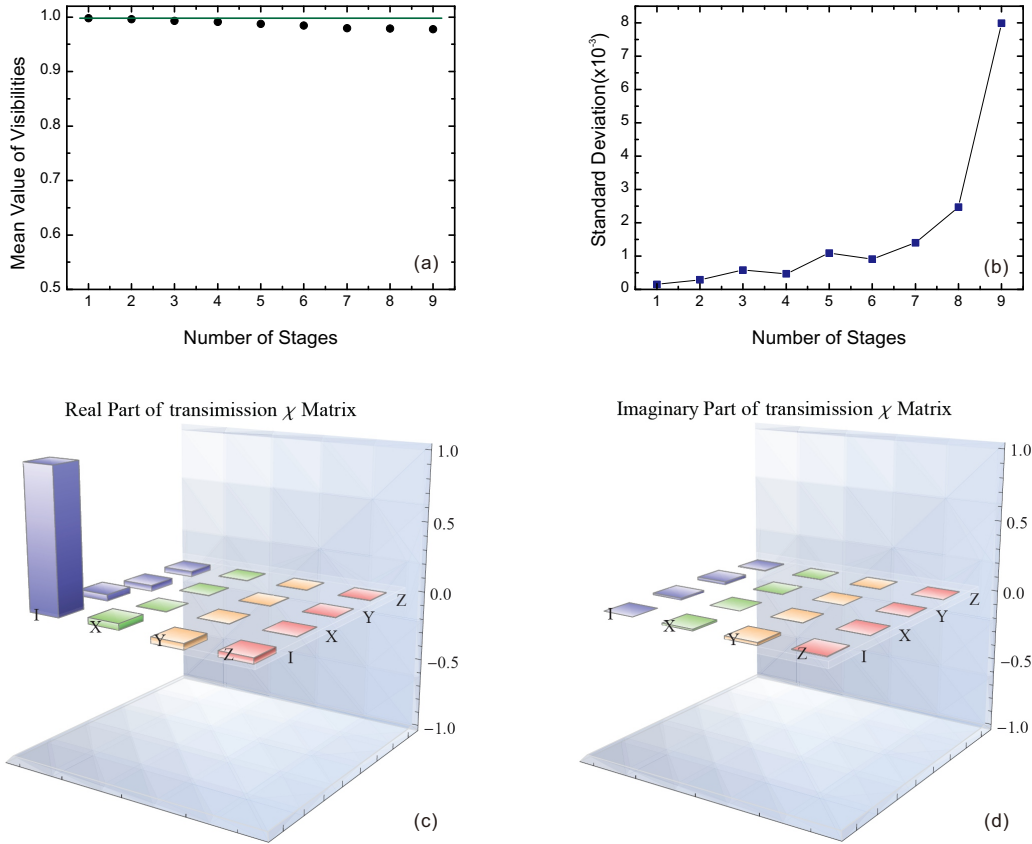 1.0
0.9
0.8
0.7
0.6
0.5
Mean Value of Visibilities
(a)
1 2 3 4 5 6 7 8 9
Number of Stages
8
7
6
5
4
3
2
1
0
Standard Deviation(x10⁻³)
(b)
1 2 3 4 5 6 7 8 9
Number of Stages
Real Part of transimission χ Matrix
1.0
0.5
0.0
−0.5
−1.0
I X Y Z
I X Y Z
(c)
Imaginary Part of transimission χ Matrix
1.0
0.5
0.0
−0.5
−1.0
I X Y Z
I X Y Z
(d)